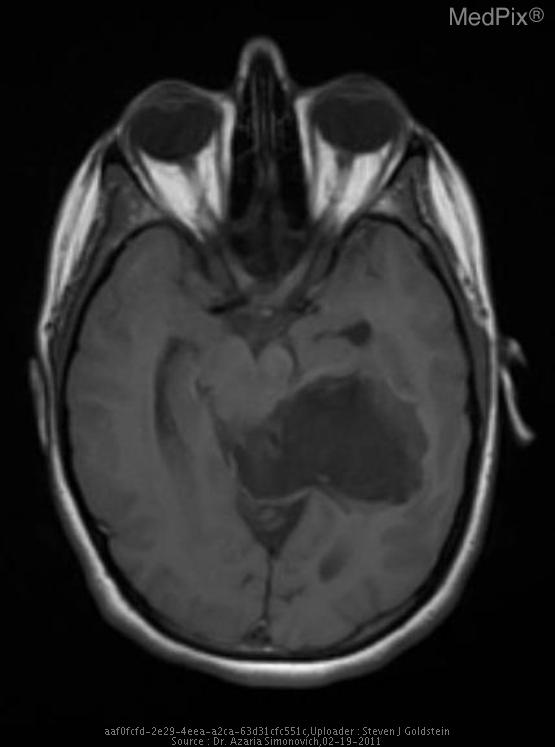 MedPix®
aaf0fcfd-2e29-4eea-a2ca-63d31cfc551c,Uploader : Steven J Goldstein
Source : Dr. Azaria Simonovich,02-19-2011